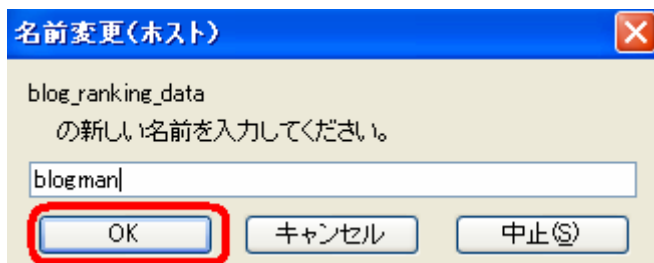 名前変更(ホスト)
blog_ranking_data
の新しい名前を入力してください。
blogman
OK キャンセル 中止(S)